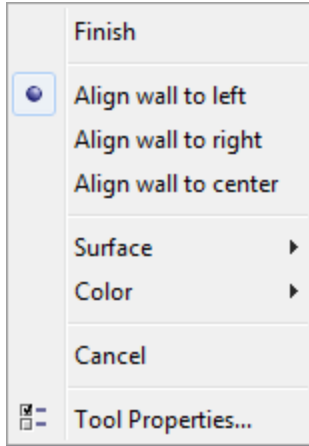 Finish
Align wall to left
Align wall to right
Align wall to center
Surface
Color
Cancel
Tool Properties...